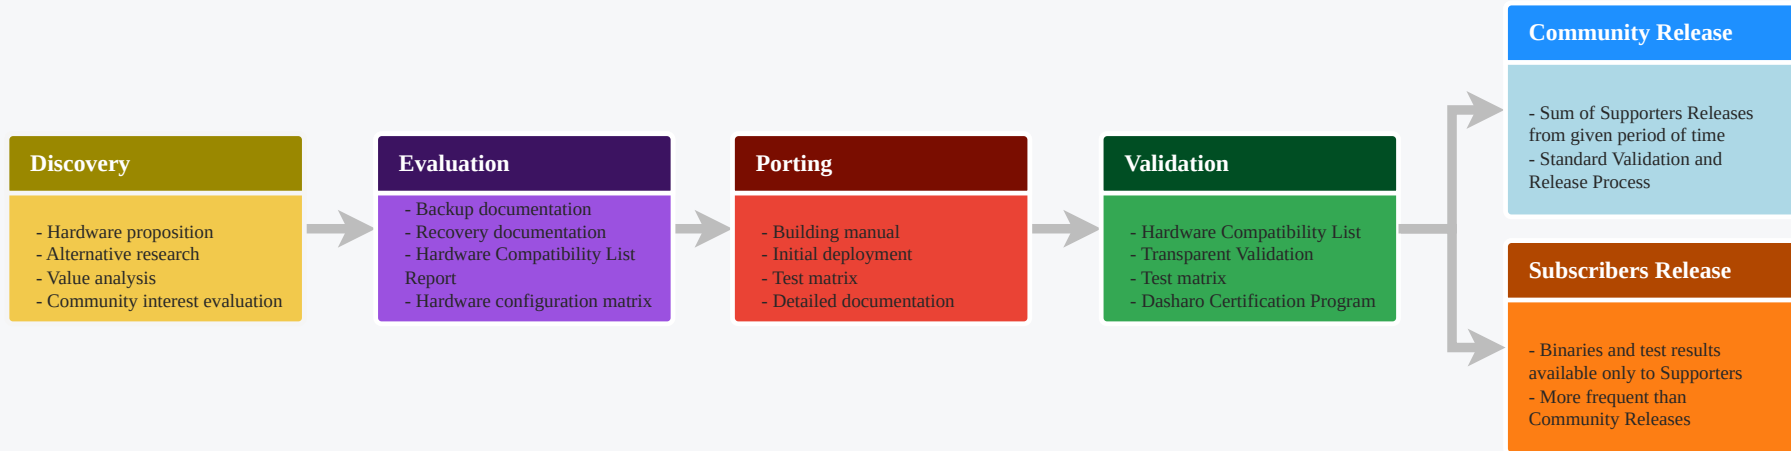 Discovery
- Hardware proposition
- Alternative research
- Value analysis
- Community interest evaluation
Evaluation
- Backup documentation
- Recovery documentation
- Hardware Compatibility List
Report
- Hardware configuration matrix
Porting
- Building manual
- Initial deployment
- Test matrix
- Detailed documentation
Validation
- Hardware Compatibility List
- Transparent Validation
- Test matrix
- Dasharo Certification Program
Community Release
- Sum of Supporters Releases
from given period of time
- Standard Validation and
Release Process
Subscribers Release
- Binaries and test results
available only to Supporters
- More frequent than
Community Releases